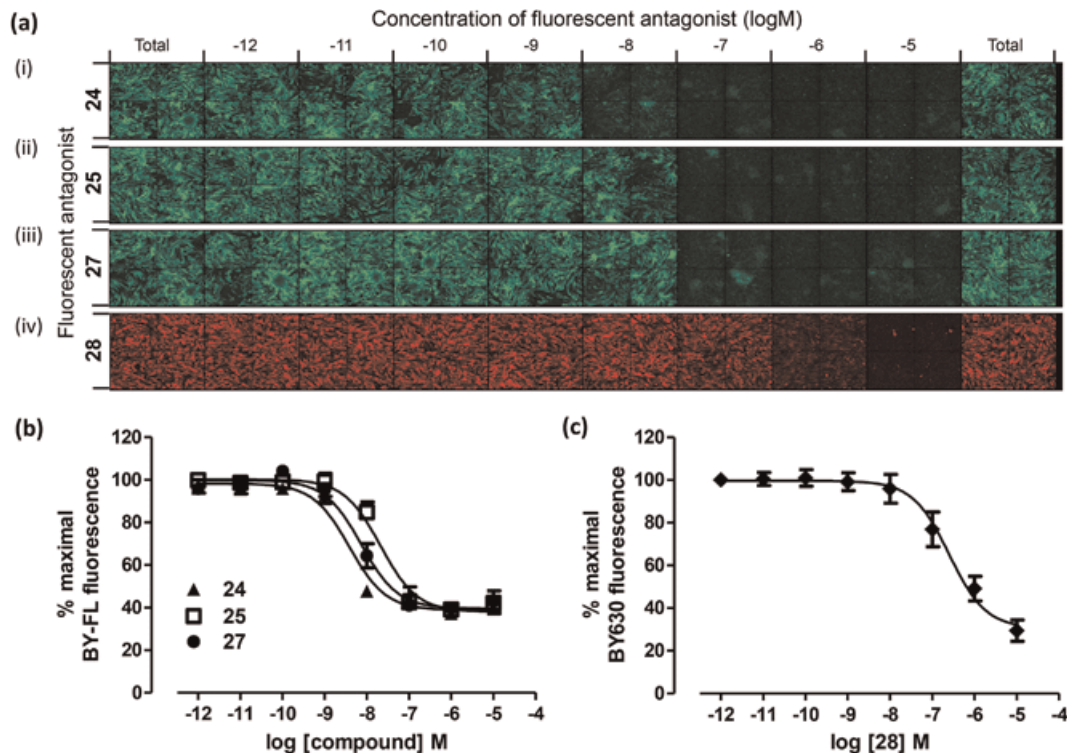 (a)
Concentration of fluorescent antagonist (logM)
Total -12 -11 -10 -9 -8 -7 -6 -5 Total
Fluorescent antagonist
(i) 24
(ii) 25
(iii) 27
(iv) 28
(b)
% maximal
BY-FL fluorescence
120
100
80
60
40
20
0
24
25
27
-12 -11 -10 -9 -8 -7 -6 -5 -4
log [compound] M
(c)
% maximal
BY630 fluorescence
120
100
80
60
40
20
0
-12 -11 -10 -9 -8 -7 -6 -5 -4
log [28] M